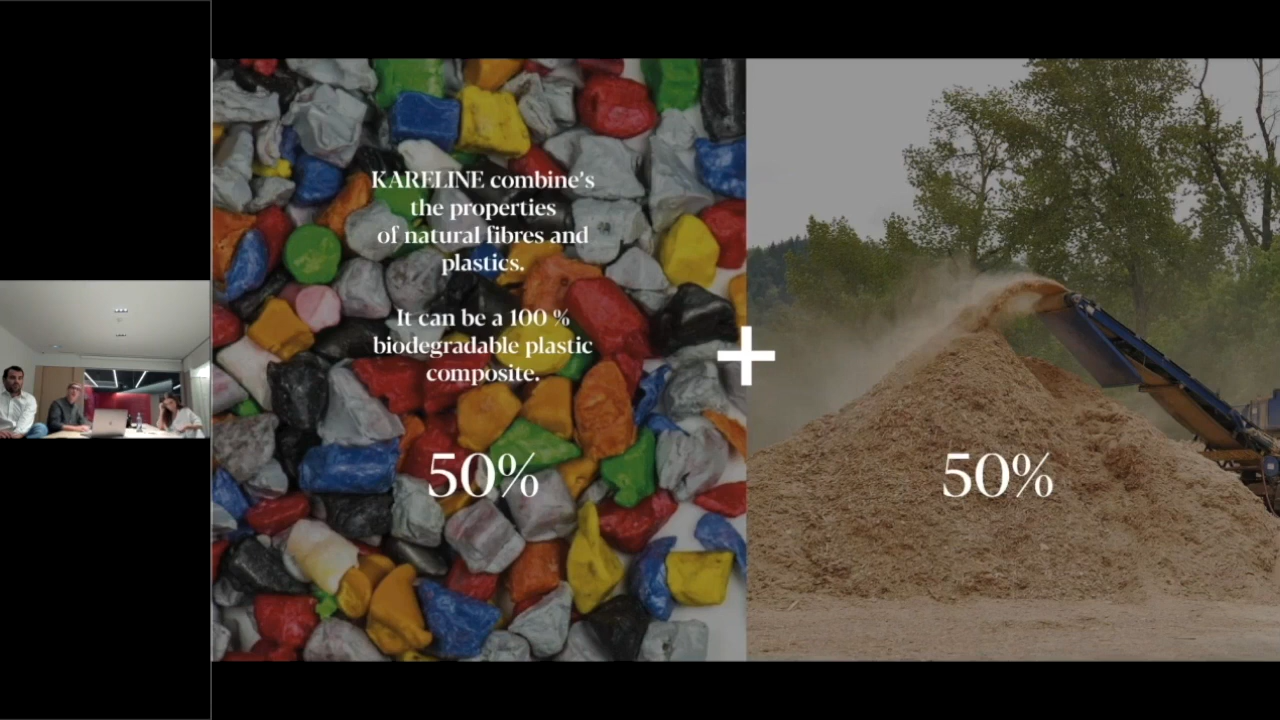 KARELINE combine's
the properties
of natural fibres and
plastics.
It can be a 100 %
biodegradable plastic
composite.
50%
+
50%